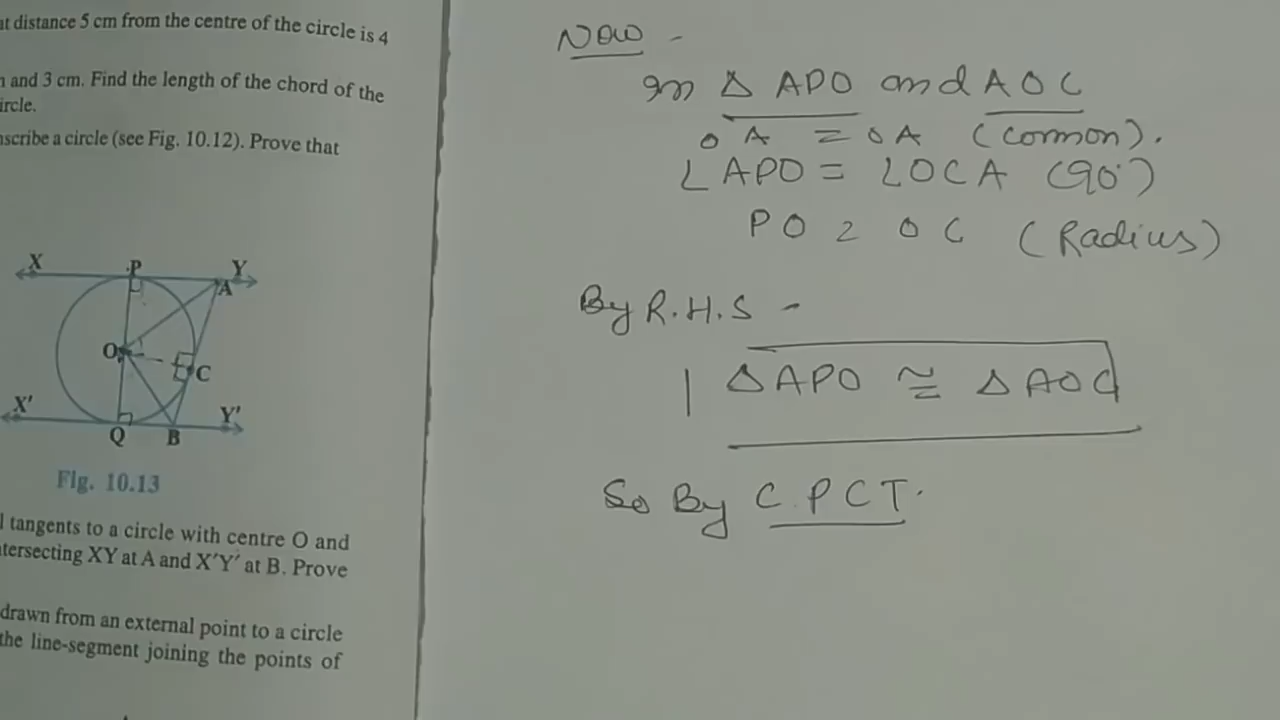 at distance 5 cm from the centre of the circle is 4
and 3 cm. Find the length of the chord of the
ircle.
nscribe a circle (see Fig. 10.12). Prove that
X P Y
A
O
C
X' Y'
Q B
Fig. 10.13
l tangents to a circle with centre O and
ntersecting XY at A and X'Y' at B. Prove
drawn from an external point to a circle
the line-segment joining the points of
Now -
In Δ APO and AOC
OA = OA (common).
∠APO = ∠OCA (90°)
PO = OC (Radius)
By R.H.S -
ΔAPO ≅ ΔAOC
So By C.P.C.T.